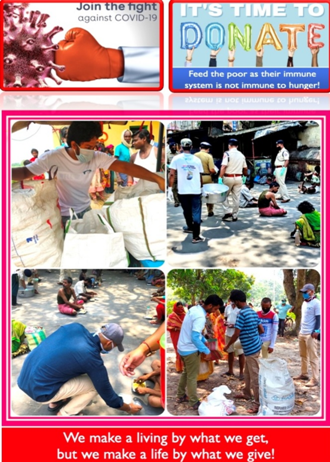 Join the fight
against COVID-19
IT'S TIME TO
DONATE
Feed the poor as their immune
system is not immune to hunger!
We make a living by what we get,
but we make a life by what we give!